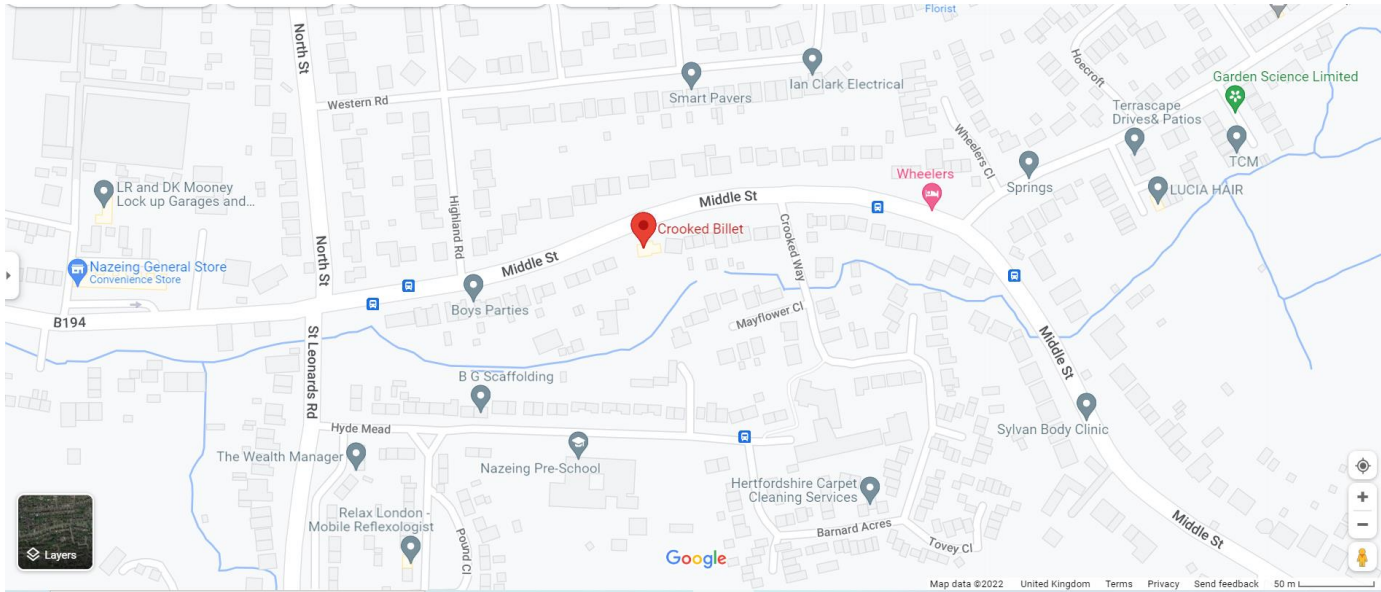 Florist
North St
Hoecroft
Garden Science Limited
Smart Pavers
Ian Clark Electrical
Western Rd
Terrascape
Drives& Patios
Wheelers Cl
TCM
Wheelers
Springs
LUCIA HAIR
LR and DK Mooney
Lock up Garages and...
Highland Rd
Middle St
Crooked Billet
Crooked Way
North St
Nazeing General Store
Convenience Store
Middle St
Boys Parties
Mayflower Cl
B194
Middle St
St Leonards Rd
B G Scaffolding
Hyde Mead
Sylvan Body Clinic
The Wealth Manager
Nazeing Pre-School
Hertfordshire Carpet
Cleaning Services
Relax London -
Mobile Reflexologist
Pound Cl
Barnard Acres
Tovey Cl
Middle St
Layers
Google
Map data ©2022 United Kingdom Terms Privacy Send feedback 50 m